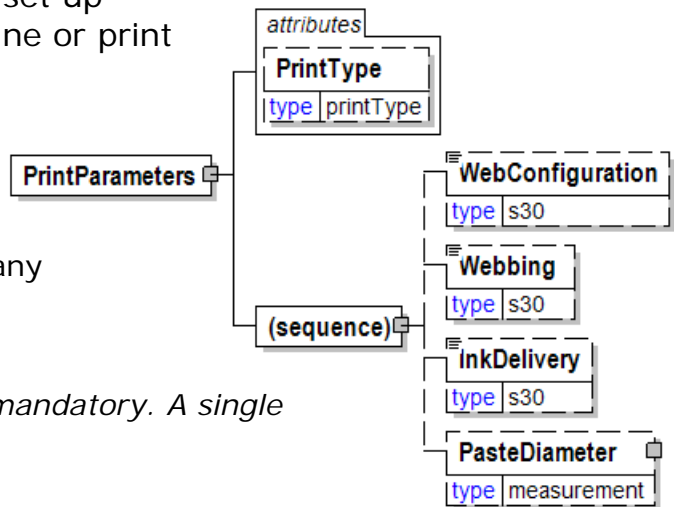 set up
ne or print
any
mandatory. A single
attributes
PrintType
type printType
PrintParameters
(sequence)
WebConfiguration
type s30
Webbing
type s30
InkDelivery
type s30
PasteDiameter
type measurement